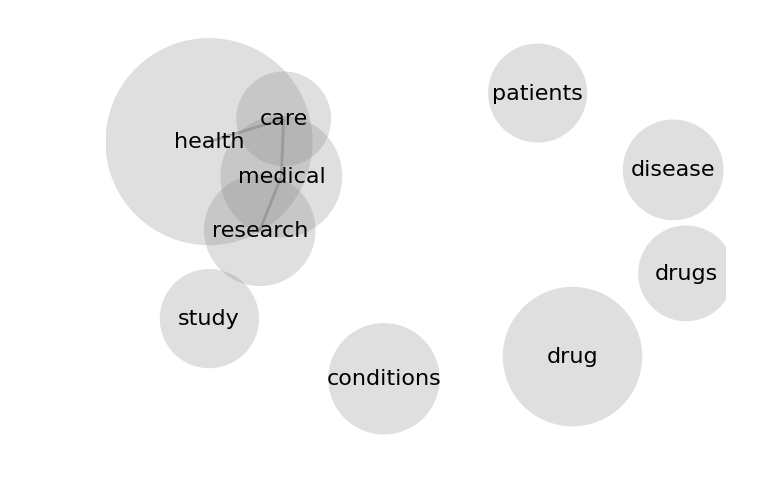 patients
care
health
disease
medical
research
drugs
study
drug
conditions